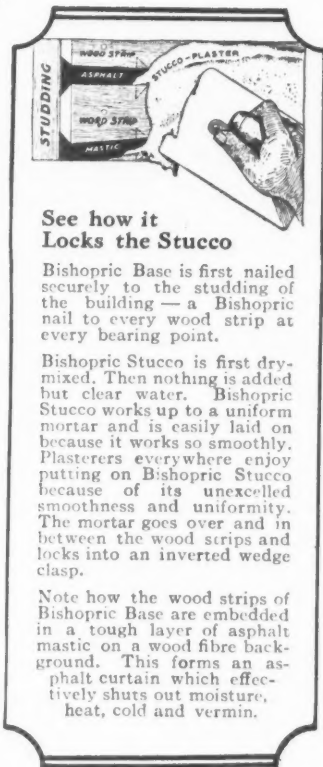 STUDDING
WOOD STRIP
ASPHALT
STUCCO-PLASTER
WOOD STRIP
MASTIC
See how it
Locks the Stucco
Bishopric Base is first nailed
securely to the studding of
the building — a Bishopric
nail to every wood strip at
every bearing point.
Bishopric Stucco is first dry-
mixed. Then nothing is added
but clear water. Bishopric
Stucco works up to a uniform
mortar and is easily laid on
because it works so smoothly.
Plasterers everywhere enjoy
putting on Bishopric Stucco
because of its unexcelled
smoothness and uniformity.
The mortar goes over and in
between the wood strips and
locks into an inverted wedge
clasp.
Note how the wood strips of
Bishopric Base are embedded
in a tough layer of asphalt
mastic on a wood fibre back-
ground. This forms an as-
phalt curtain which effec-
tively shuts out moisture,
heat, cold and vermin.